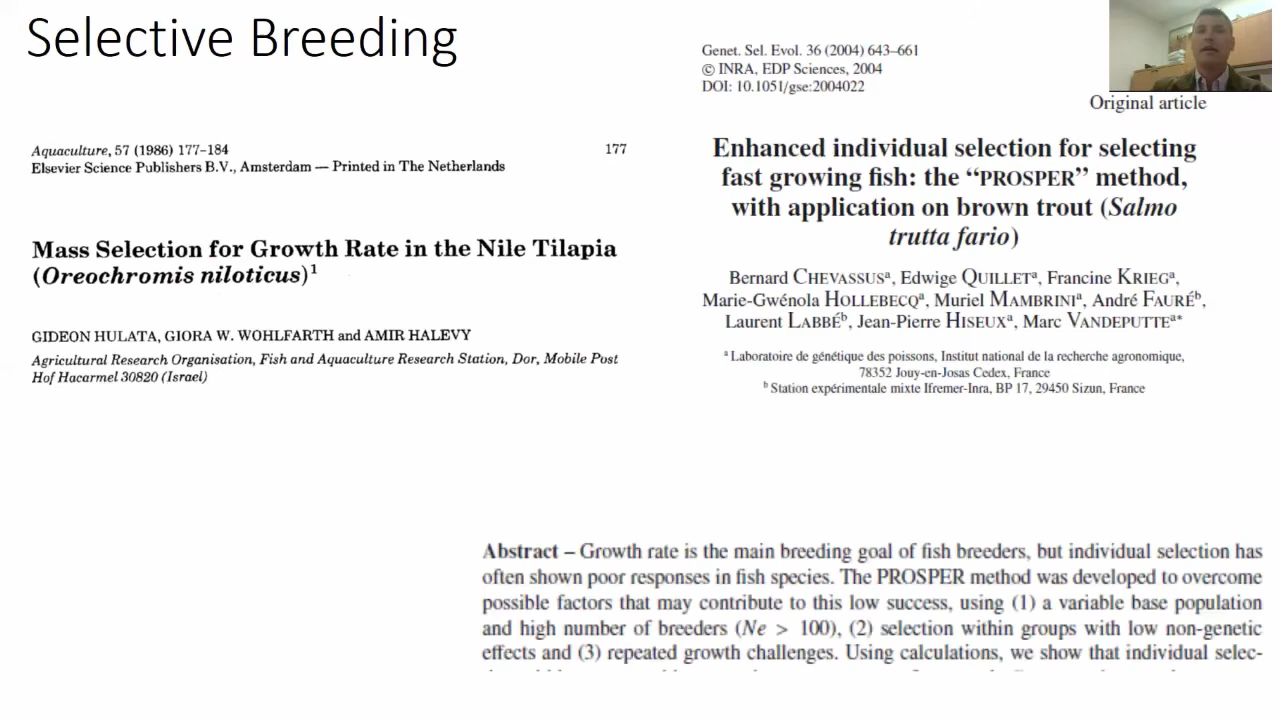 Selective Breeding
Aquaculture, 57 (1986) 177–184
177
Elsevier Science Publishers B.V., Amsterdam — Printed in The Netherlands
Mass Selection for Growth Rate in the Nile Tilapia
(Oreochromis niloticus)¹
GIDEON HULATA, GIORA W. WOHLFARTH and AMIR HALEVY
Agricultural Research Organisation, Fish and Aquaculture Research Station, Dor, Mobile Post
Hof Hacarmel 30820 (Israel)
Genet. Sel. Evol. 36 (2004) 643–661
© INRA, EDP Sciences, 2004
DOI: 10.1051/gse:2004022
Original article
Enhanced individual selection for selecting
fast growing fish: the “PROSPER” method,
with application on brown trout (Salmo
trutta fario)
Bernard CHEVASSUSᵃ, Edwige QUILLETᵃ, Francine KRIEGᵃ,
Marie-Gwénola HOLLEBECQᵃ, Muriel MAMBRINIᵃ, André FAURÉᵇ,
Laurent LABBÉᵇ, Jean-Pierre HISEUXᵃ, Marc VANDEPUTTEᵃ*
ᵃ Laboratoire de génétique des poissons, Institut national de la recherche agronomique,
78352 Jouy-en-Josas Cedex, France
ᵇ Station expérimentale mixte Ifremer-Inra, BP 17, 29450 Sizun, France
Abstract – Growth rate is the main breeding goal of fish breeders, but individual selection has
often shown poor responses in fish species. The PROSPER method was developed to overcome
possible factors that may contribute to this low success, using (1) a variable base population
and high number of breeders (Ne > 100), (2) selection within groups with low non-genetic
effects and (3) repeated growth challenges. Using calculations, we show that individual selec-